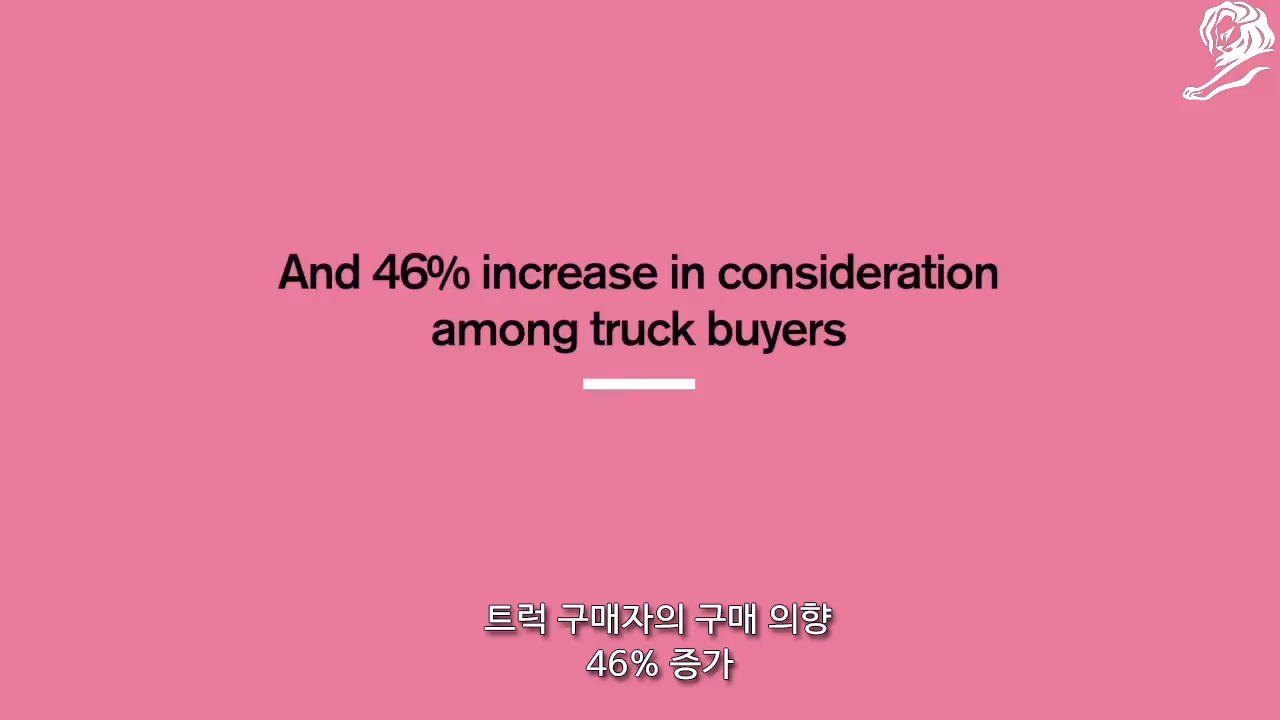 And 46% increase in consideration
among truck buyers
트럭 구매자의 구매 의향
46% 증가